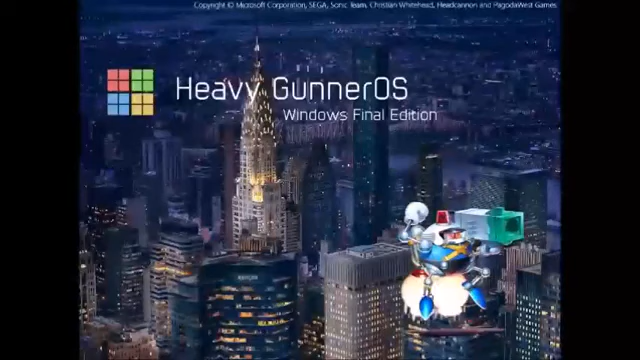 Copyright © Microsoft Corporation, SEGA, Sonic Team, Christian Whitehead, Headcannon and PagodaWest Games
Heavy GunnerOS
Windows Final Edition